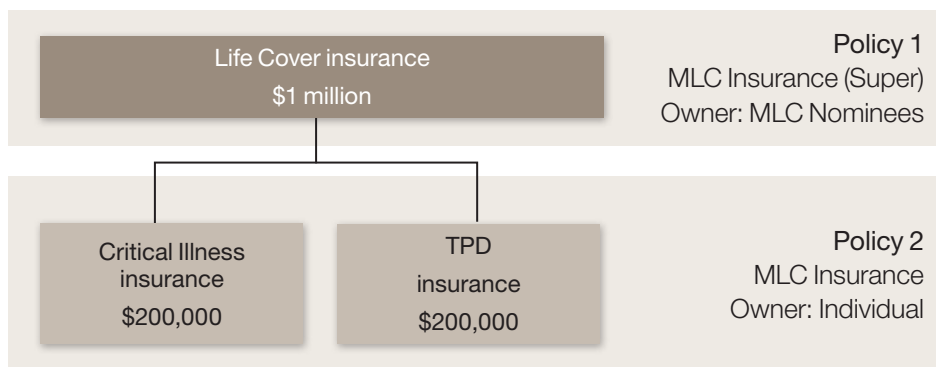 Life Cover insurance
$1 million
Policy 1
MLC Insurance (Super)
Owner: MLC Nominees
Critical Illness
insurance
$200,000
TPD
insurance
$200,000
Policy 2
MLC Insurance
Owner: Individual